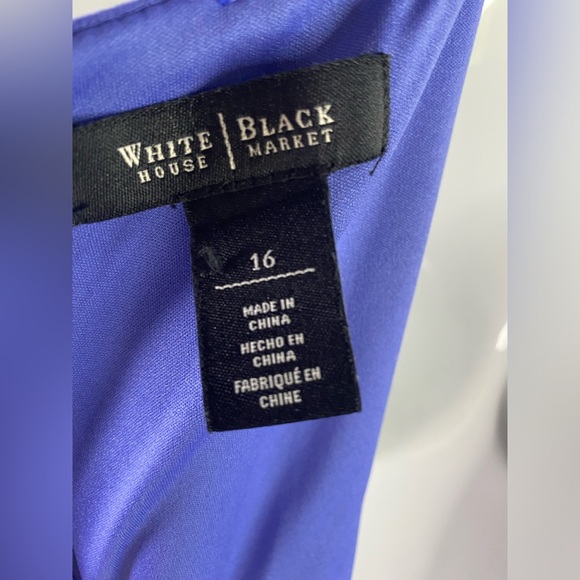 WHITE | BLACK
HOUSE MARKET
16
MADE IN
CHINA
HECHO EN
CHINA
FABRIQUÉ EN
CHINE